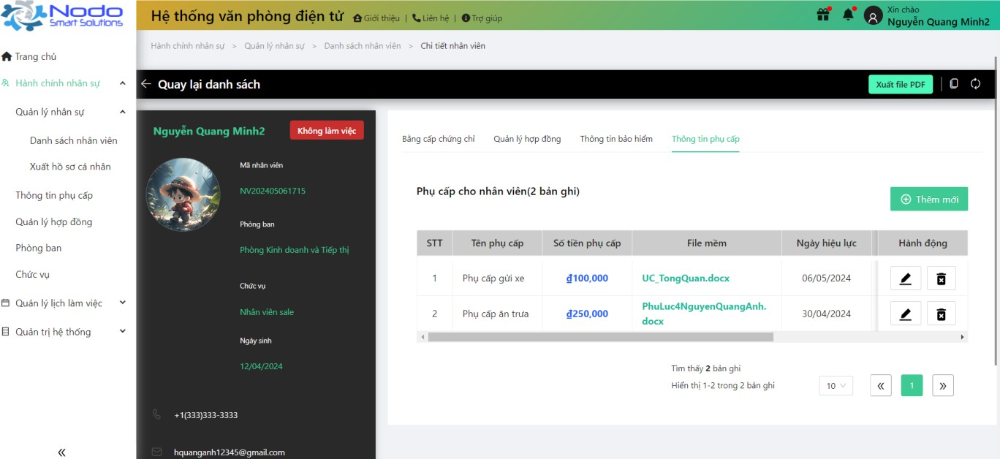 Nodo
Smart Solutions
Hệ thống văn phòng điện tử
Giới thiệu | Liên hệ | Trợ giúp
Xin chào
Nguyễn Quang Minh2
Trang chủ
Hành chính nhân sự
Quản lý nhân sự
Danh sách nhân viên
Xuất hồ sơ cá nhân
Thông tin phụ cấp
Quản lý hợp đồng
Phòng ban
Chức vụ
Quản lý lịch làm việc
Quản trị hệ thống
Hành chính nhân sự > Quản lý nhân sự > Danh sách nhân viên > Chi tiết nhân viên
Quay lại danh sách
Xuất file PDF
Nguyễn Quang Minh2
Không làm việc
Mã nhân viên
NV202405061715
Phòng ban
Phòng Kinh doanh và Tiếp thị
Chức vụ
Nhân viên sale
Ngày sinh
12/04/2024
+1(333)333-3333
hquanganh12345@gmail.com
Bằng cấp chứng chỉ Quản lý hợp đồng Thông tin bảo hiểm Thông tin phụ cấp
Phụ cấp cho nhân viên(2 bản ghi)
Thêm mới
STT Tên phụ cấp Số tiền phụ cấp File mềm Ngày hiệu lực Hành động
1 Phụ cấp gửi xe ₫100,000 UC_TongQuan.docx 06/05/2024
2 Phụ cấp ăn trưa ₫250,000 PhuLuc4NguyenQuangAnh. 30/04/2024
docx
Tìm thấy 2 bản ghi
Hiển thị 1-2 trong 2 bản ghi
10 « 1 »